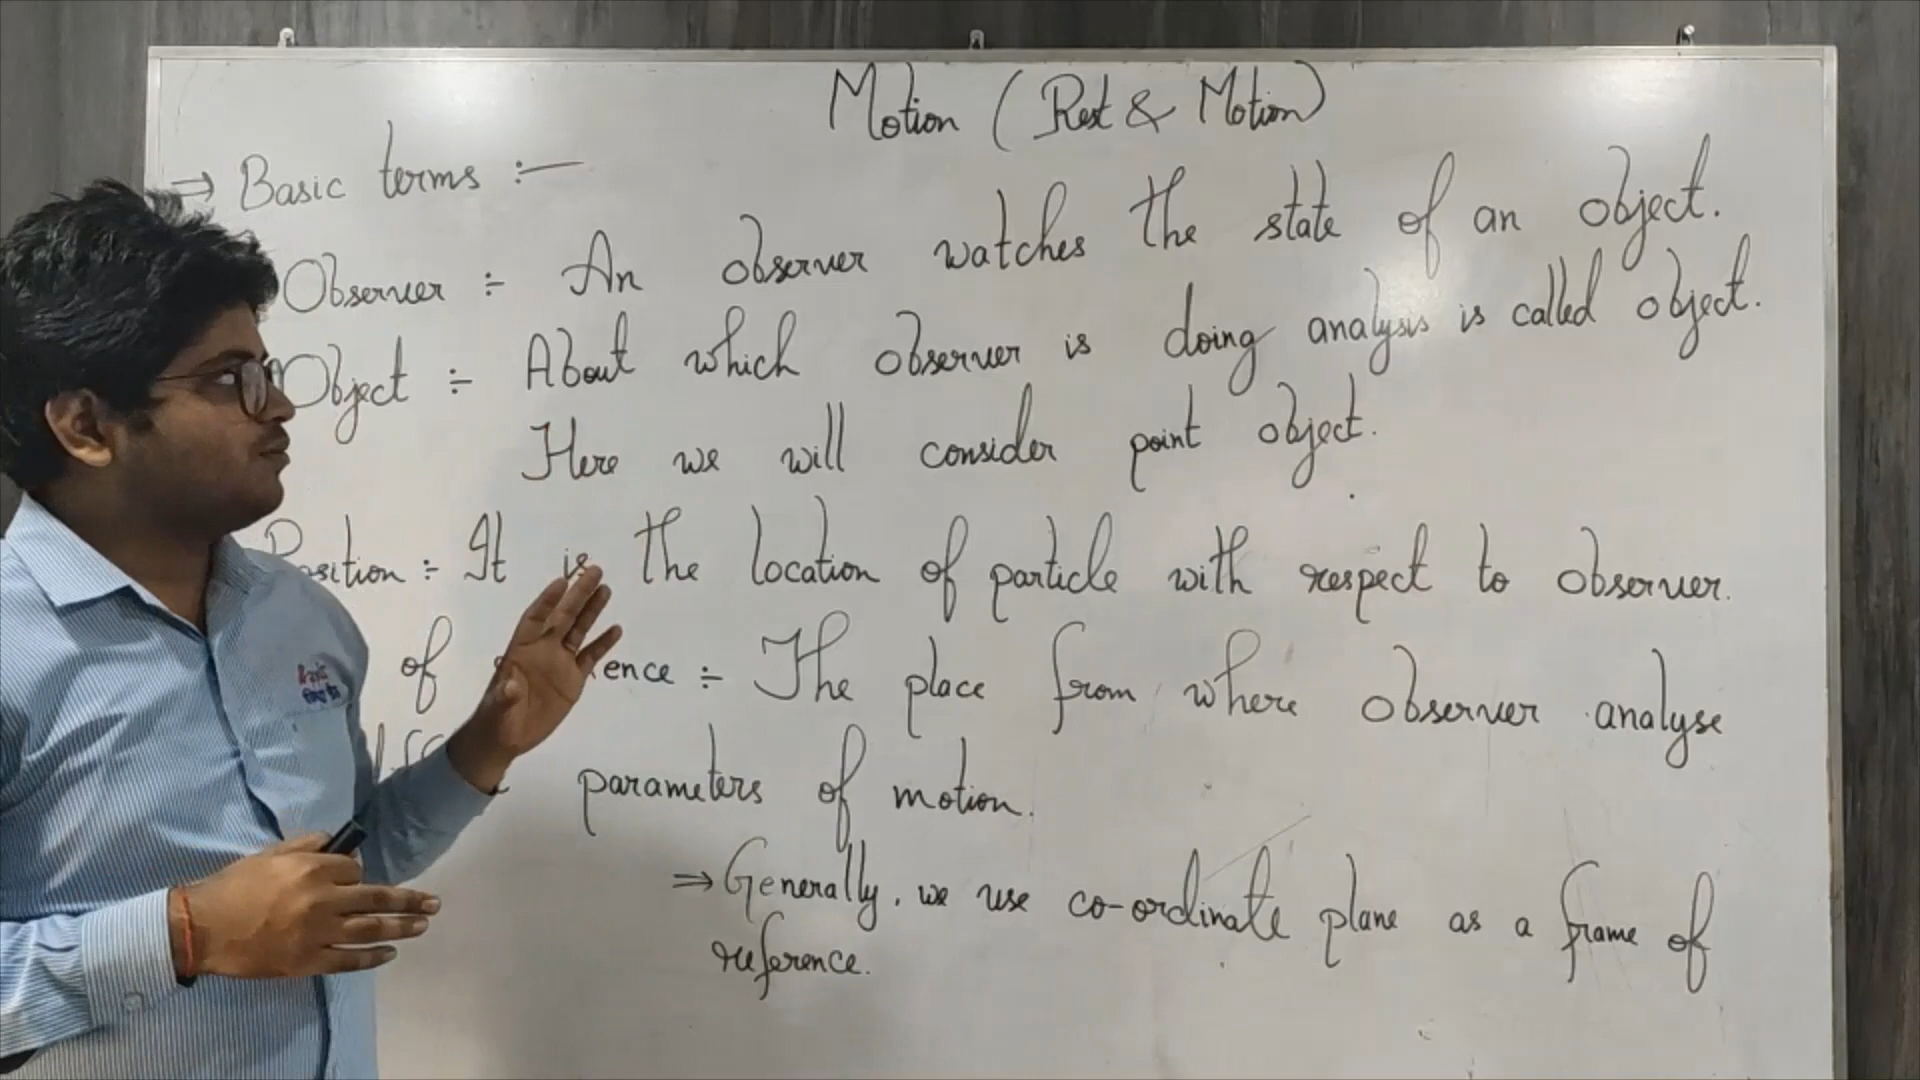 Motion (Rest & Motion)
⇒ Basic terms :—
Observer ÷ An observer watches the state of an object.
Object ÷ About which observer is doing analysis is called object.
Here we will consider point object.
Position ÷ It is the location of particle with respect to observer.
of ence ÷ The place from where observer analyse
parameters of motion.
⇒ Generally, we use co-ordinate plane as a frame of
reference.